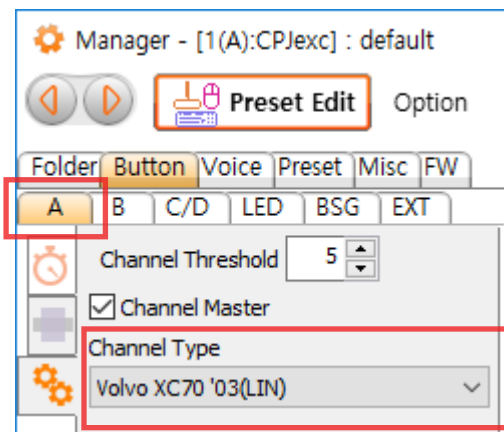 Manager - [1(A):CPJexc] : default
Preset Edit Option
Folder Button Voice Preset Misc FW
A B C/D LED BSG EXT
Channel Threshold 5
Channel Master
Channel Type
Volvo XC70 '03(LIN)